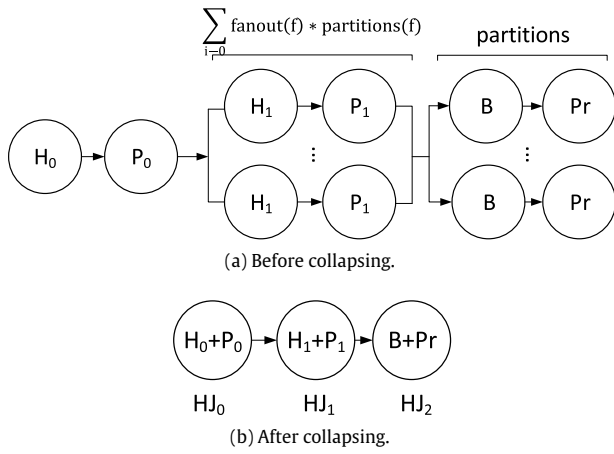 ∑ fanout(f) * partitions(f)
i=0
partitions
H₁ P₁ B Pr
H₀ P₀
⋮ ⋮
H₁ P₁ B Pr
(a) Before collapsing.
H₀+P₀ H₁+P₁ B+Pr
HJ₀ HJ₁ HJ₂
(b) After collapsing.